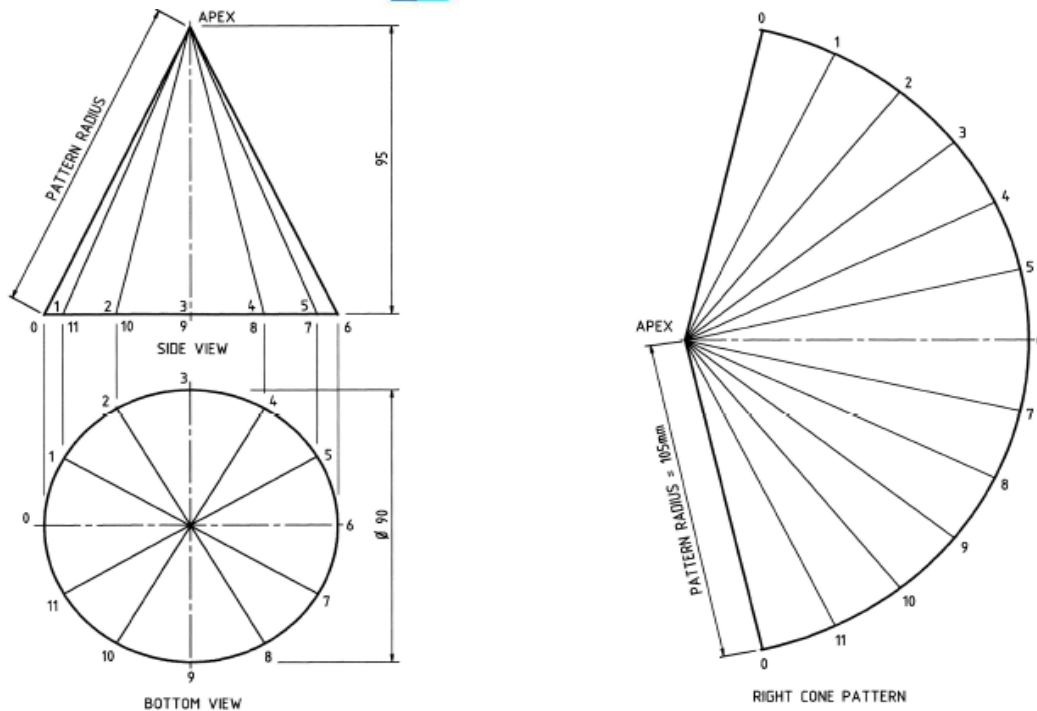 APEX
PATTERN RADIUS
95
1 2 3 4 5
0 11 10 9 8 7 6
SIDE VIEW
3
2 4
1 5
0 6
Ø 90
11 7
10 8
9
BOTTOM VIEW
0
1
2
3
4
5
APEX
7
PATTERN RADIUS = 105mm
8
9
10
11
0
RIGHT CONE PATTERN